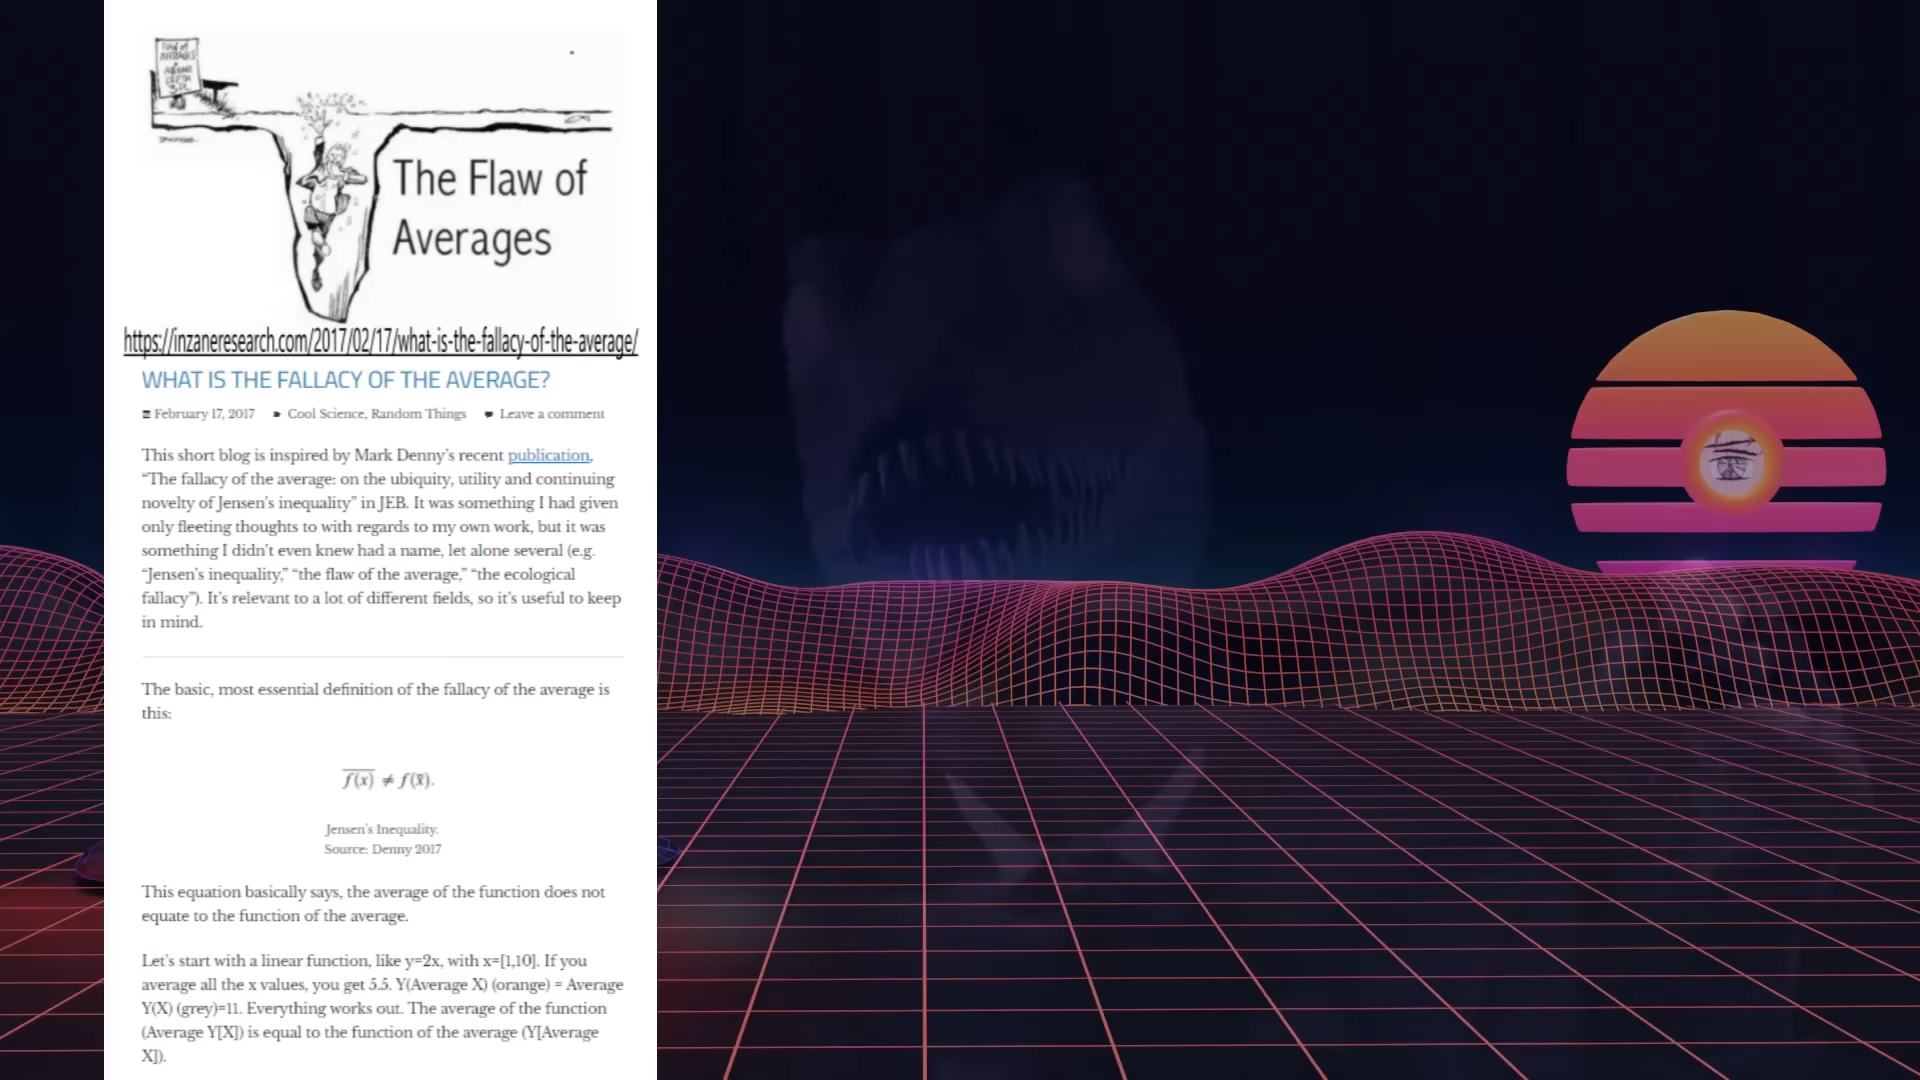 FLAW of
AVERAGES
AVERAGE
DEPTH
3 FT.
The Flaw of
Averages
https://inzaneresearch.com/2017/02/17/what-is-the-fallacy-of-the-average/
WHAT IS THE FALLACY OF THE AVERAGE?
February 17, 2017 Cool Science, Random Things Leave a comment
This short blog is inspired by Mark Denny’s recent publication,
“The fallacy of the average: on the ubiquity, utility and continuing
novelty of Jensen’s inequality” in JEB. It was something I had given
only fleeting thoughts to with regards to my own work, but it was
something I didn’t even knew had a name, let alone several (e.g.
“Jensen’s inequality,” “the flaw of the average,” “the ecological
fallacy”). It’s relevant to a lot of different fields, so it’s useful to keep
in mind.
The basic, most essential definition of the fallacy of the average is
this:
f(x)̅ ≠ f(x̅).
Jensen’s Inequality.
Source: Denny 2017
This equation basically says, the average of the function does not
equate to the function of the average.
Let’s start with a linear function, like y=2x, with x=[1,10]. If you
average all the x values, you get 5.5. Y(Average X) (orange) = Average
Y(X) (grey)=11. Everything works out. The average of the function
(Average Y[X]) is equal to the function of the average (Y[Average
X]).